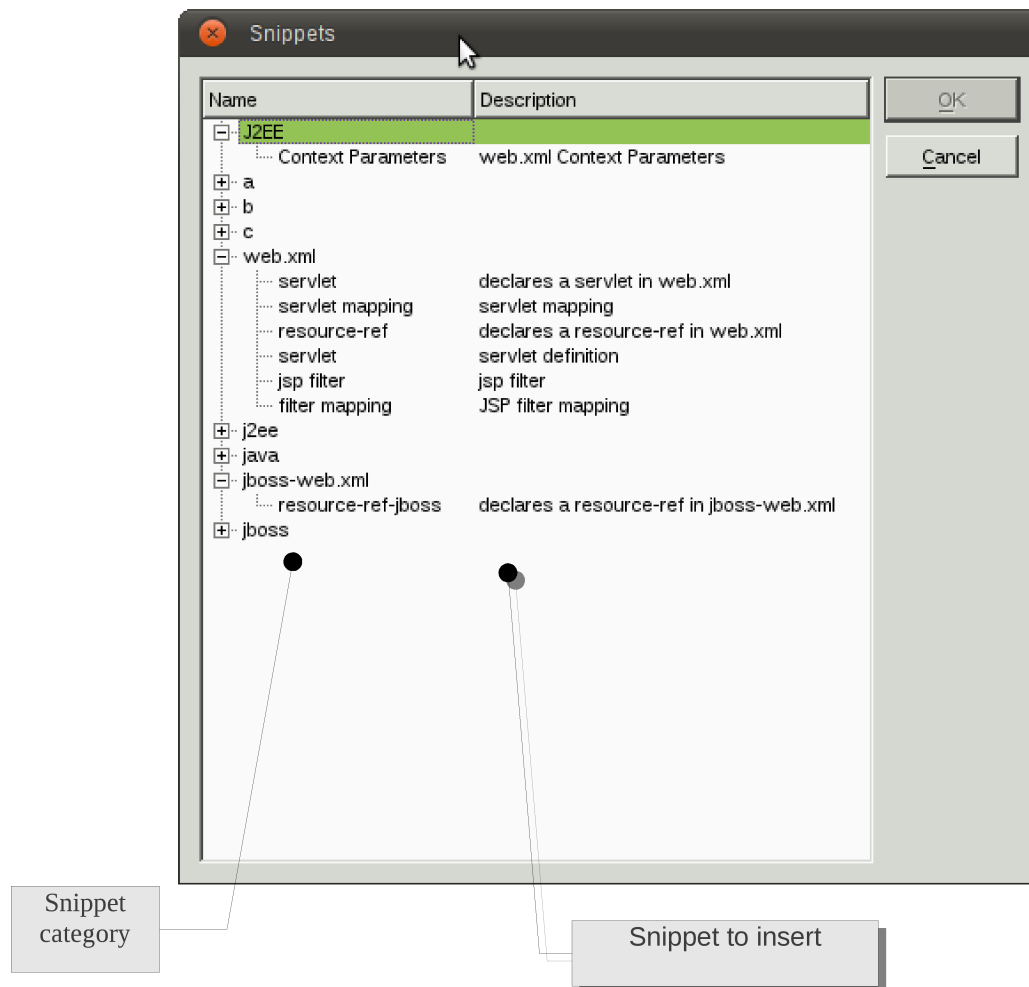 Snippets
Name Description
OK
J2EE
Context Parameters web.xml Context Parameters
Cancel
a
b
c
web.xml
servlet declares a servlet in web.xml
servlet mapping servlet mapping
resource-ref declares a resource-ref in web.xml
servlet servlet definition
jsp filter jsp filter
filter mapping JSP filter mapping
j2ee
java
jboss-web.xml
resource-ref-jboss declares a resource-ref in jboss-web.xml
jboss
Snippet
category
Snippet to insert